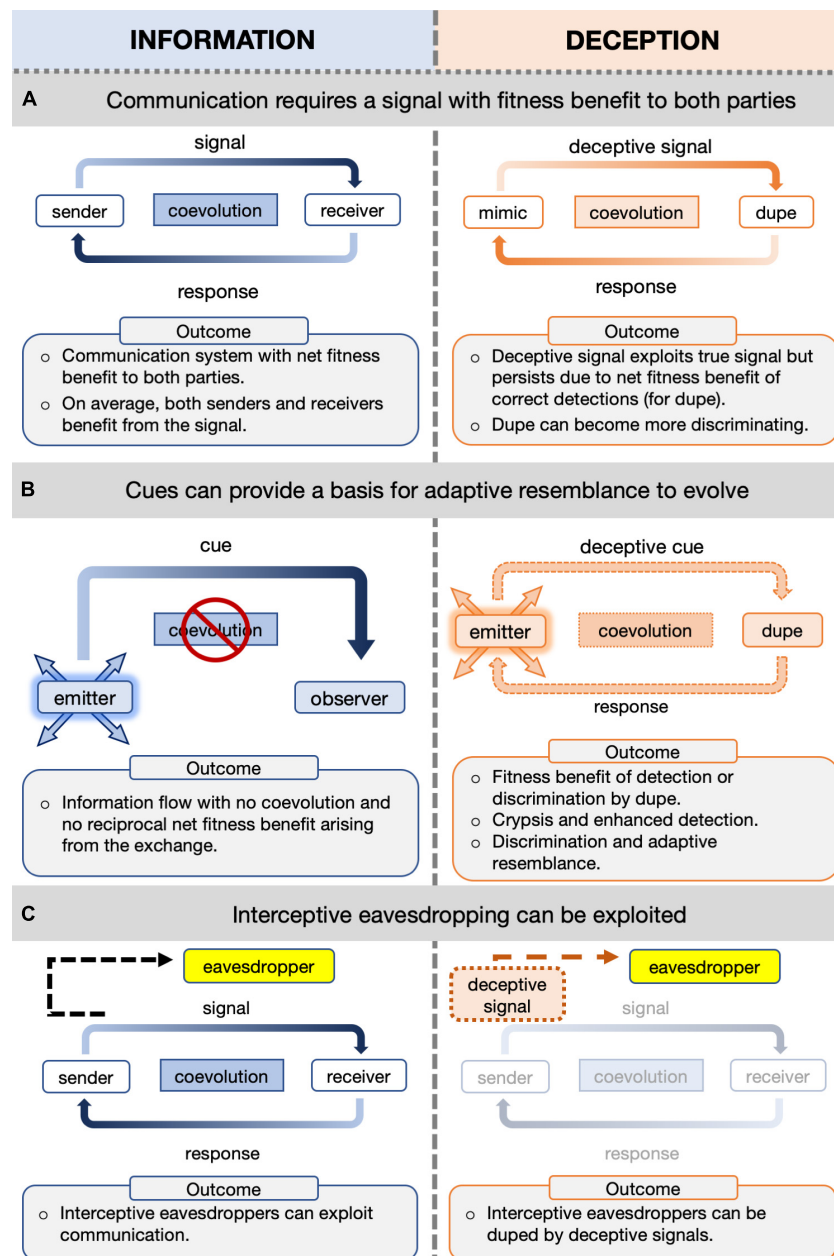 INFORMATION
DECEPTION
A
Communication requires a signal with fitness benefit to both parties
signal
sender
coevolution
receiver
response
Outcome
○ Communication system with net fitness
benefit to both parties.
○ On average, both senders and receivers
benefit from the signal.
deceptive signal
mimic
coevolution
dupe
response
Outcome
○ Deceptive signal exploits true signal but
persists due to net fitness benefit of
correct detections (for dupe).
○ Dupe can become more discriminating.
B
Cues can provide a basis for adaptive resemblance to evolve
cue
coevolution
emitter
observer
Outcome
○ Information flow with no coevolution and
no reciprocal net fitness benefit arising
from the exchange.
deceptive cue
emitter
coevolution
dupe
response
Outcome
○ Fitness benefit of detection or
discrimination by dupe.
○ Crypsis and enhanced detection.
○ Discrimination and adaptive
resemblance.
C
Interceptive eavesdropping can be exploited
eavesdropper
signal
sender
coevolution
receiver
response
Outcome
○ Interceptive eavesdroppers can exploit
communication.
eavesdropper
deceptive
signal
signal
sender
coevolution
receiver
response
Outcome
○ Interceptive eavesdroppers can be
duped by deceptive signals.